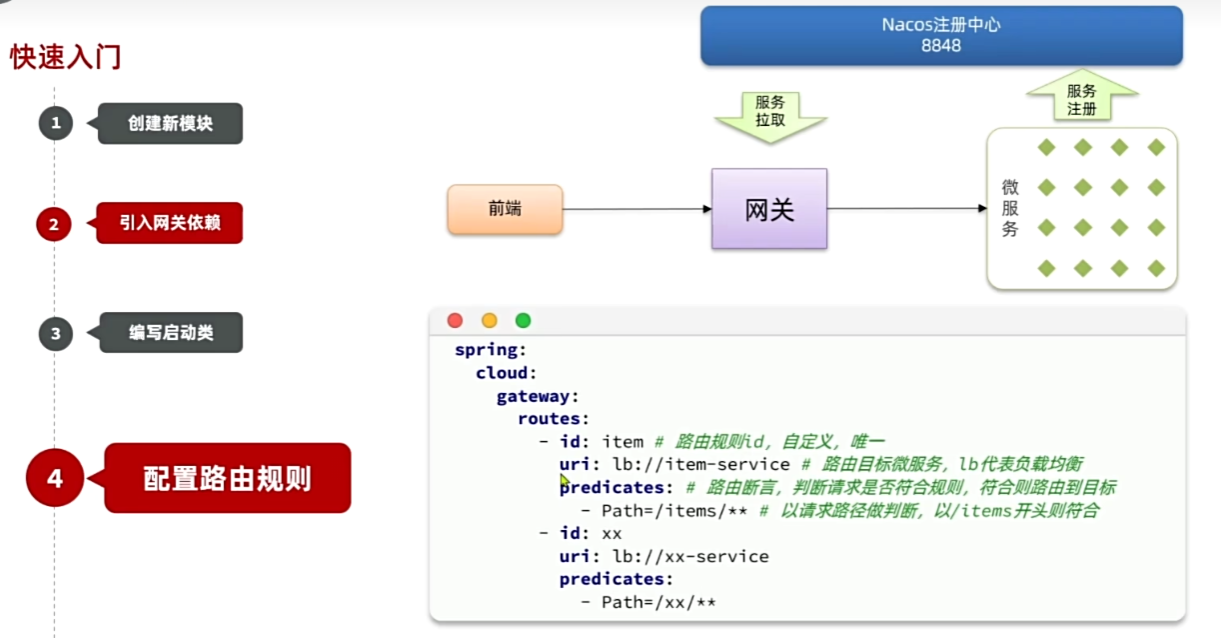 快速入门
1
创建新模块
2
引入网关依赖
3
编写启动类
4
配置路由规则
Nacos注册中心
8848
服务
拉取
服务
注册
前端
网关
微
服
务
spring:
cloud:
gateway:
routes:
- id: item # 路由规则id，自定义，唯一
uri: lb://item-service # 路由目标微服务，lb代表负载均衡
predicates: # 路由断言，判断请求是否符合规则，符合则路由到目标
- Path=/items/** # 以请求路径做判断，以/items开头则符合
- id: xx
uri: lb://xx-service
predicates:
- Path=/xx/**